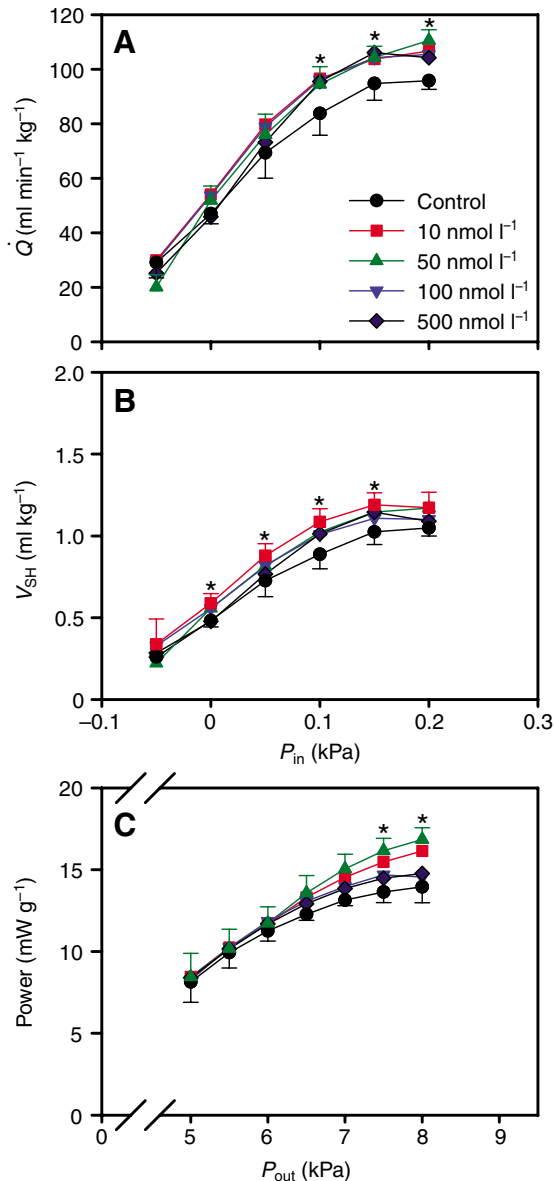 A
120
100
80
60
40
20
0
Q̇ (ml min⁻¹ kg⁻¹)
* * *
Control
10 nmol l⁻¹
50 nmol l⁻¹
100 nmol l⁻¹
500 nmol l⁻¹
B
2.0
1.5
1.0
0.5
0
V_SH (ml kg⁻¹)
* * * *
–0.1 0 0.1 0.2 0.3
P_in (kPa)
C
20
15
10
5
0
Power (mW g⁻¹)
* *
0 5 6 7 8 9
P_out (kPa)